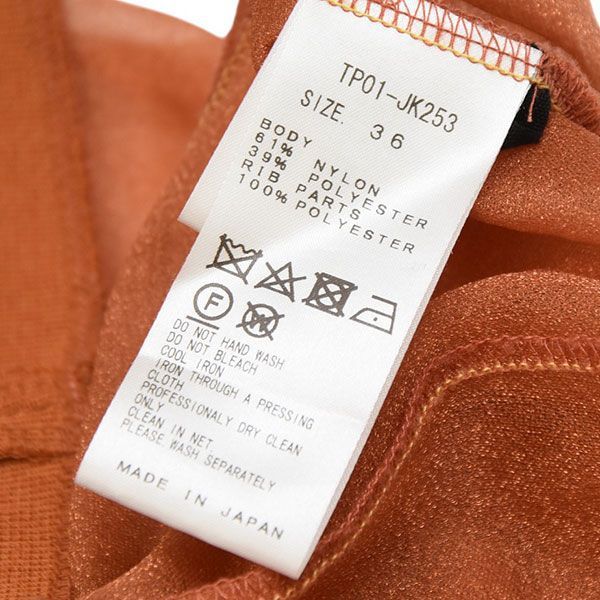 TP01-JK253
SIZE. 36
BODY
61% NYLON
39% POLYESTER
RIB PARTS
100% POLYESTER
F
W
DO NOT HAND WASH
DO NOT BLEACH
COOL IRON
IRON THROUGH A PRESSING
CLOTH
PROFESSIONALY DRY CLEAN
ONLY
CLEAN IN NET
PLEASE WASH SEPARATELY
MADE IN JAPAN